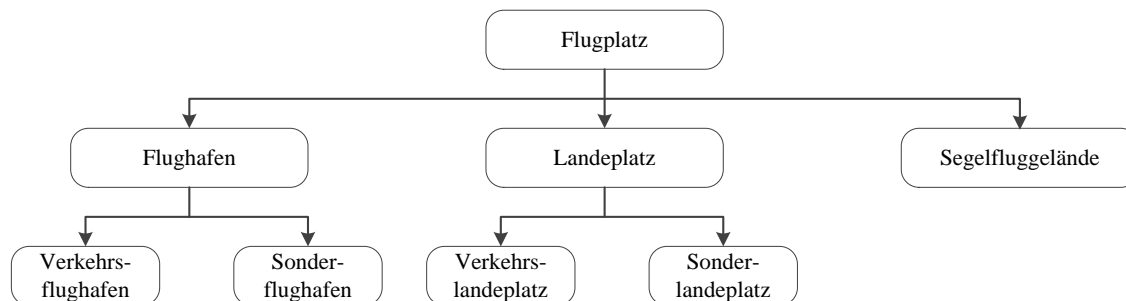 Flugplatz
Flughafen
Landeplatz
Segelfluggelände
Verkehrs-
flughafen
Sonder-
flughafen
Verkehrs-
landeplatz
Sonder-
landeplatz